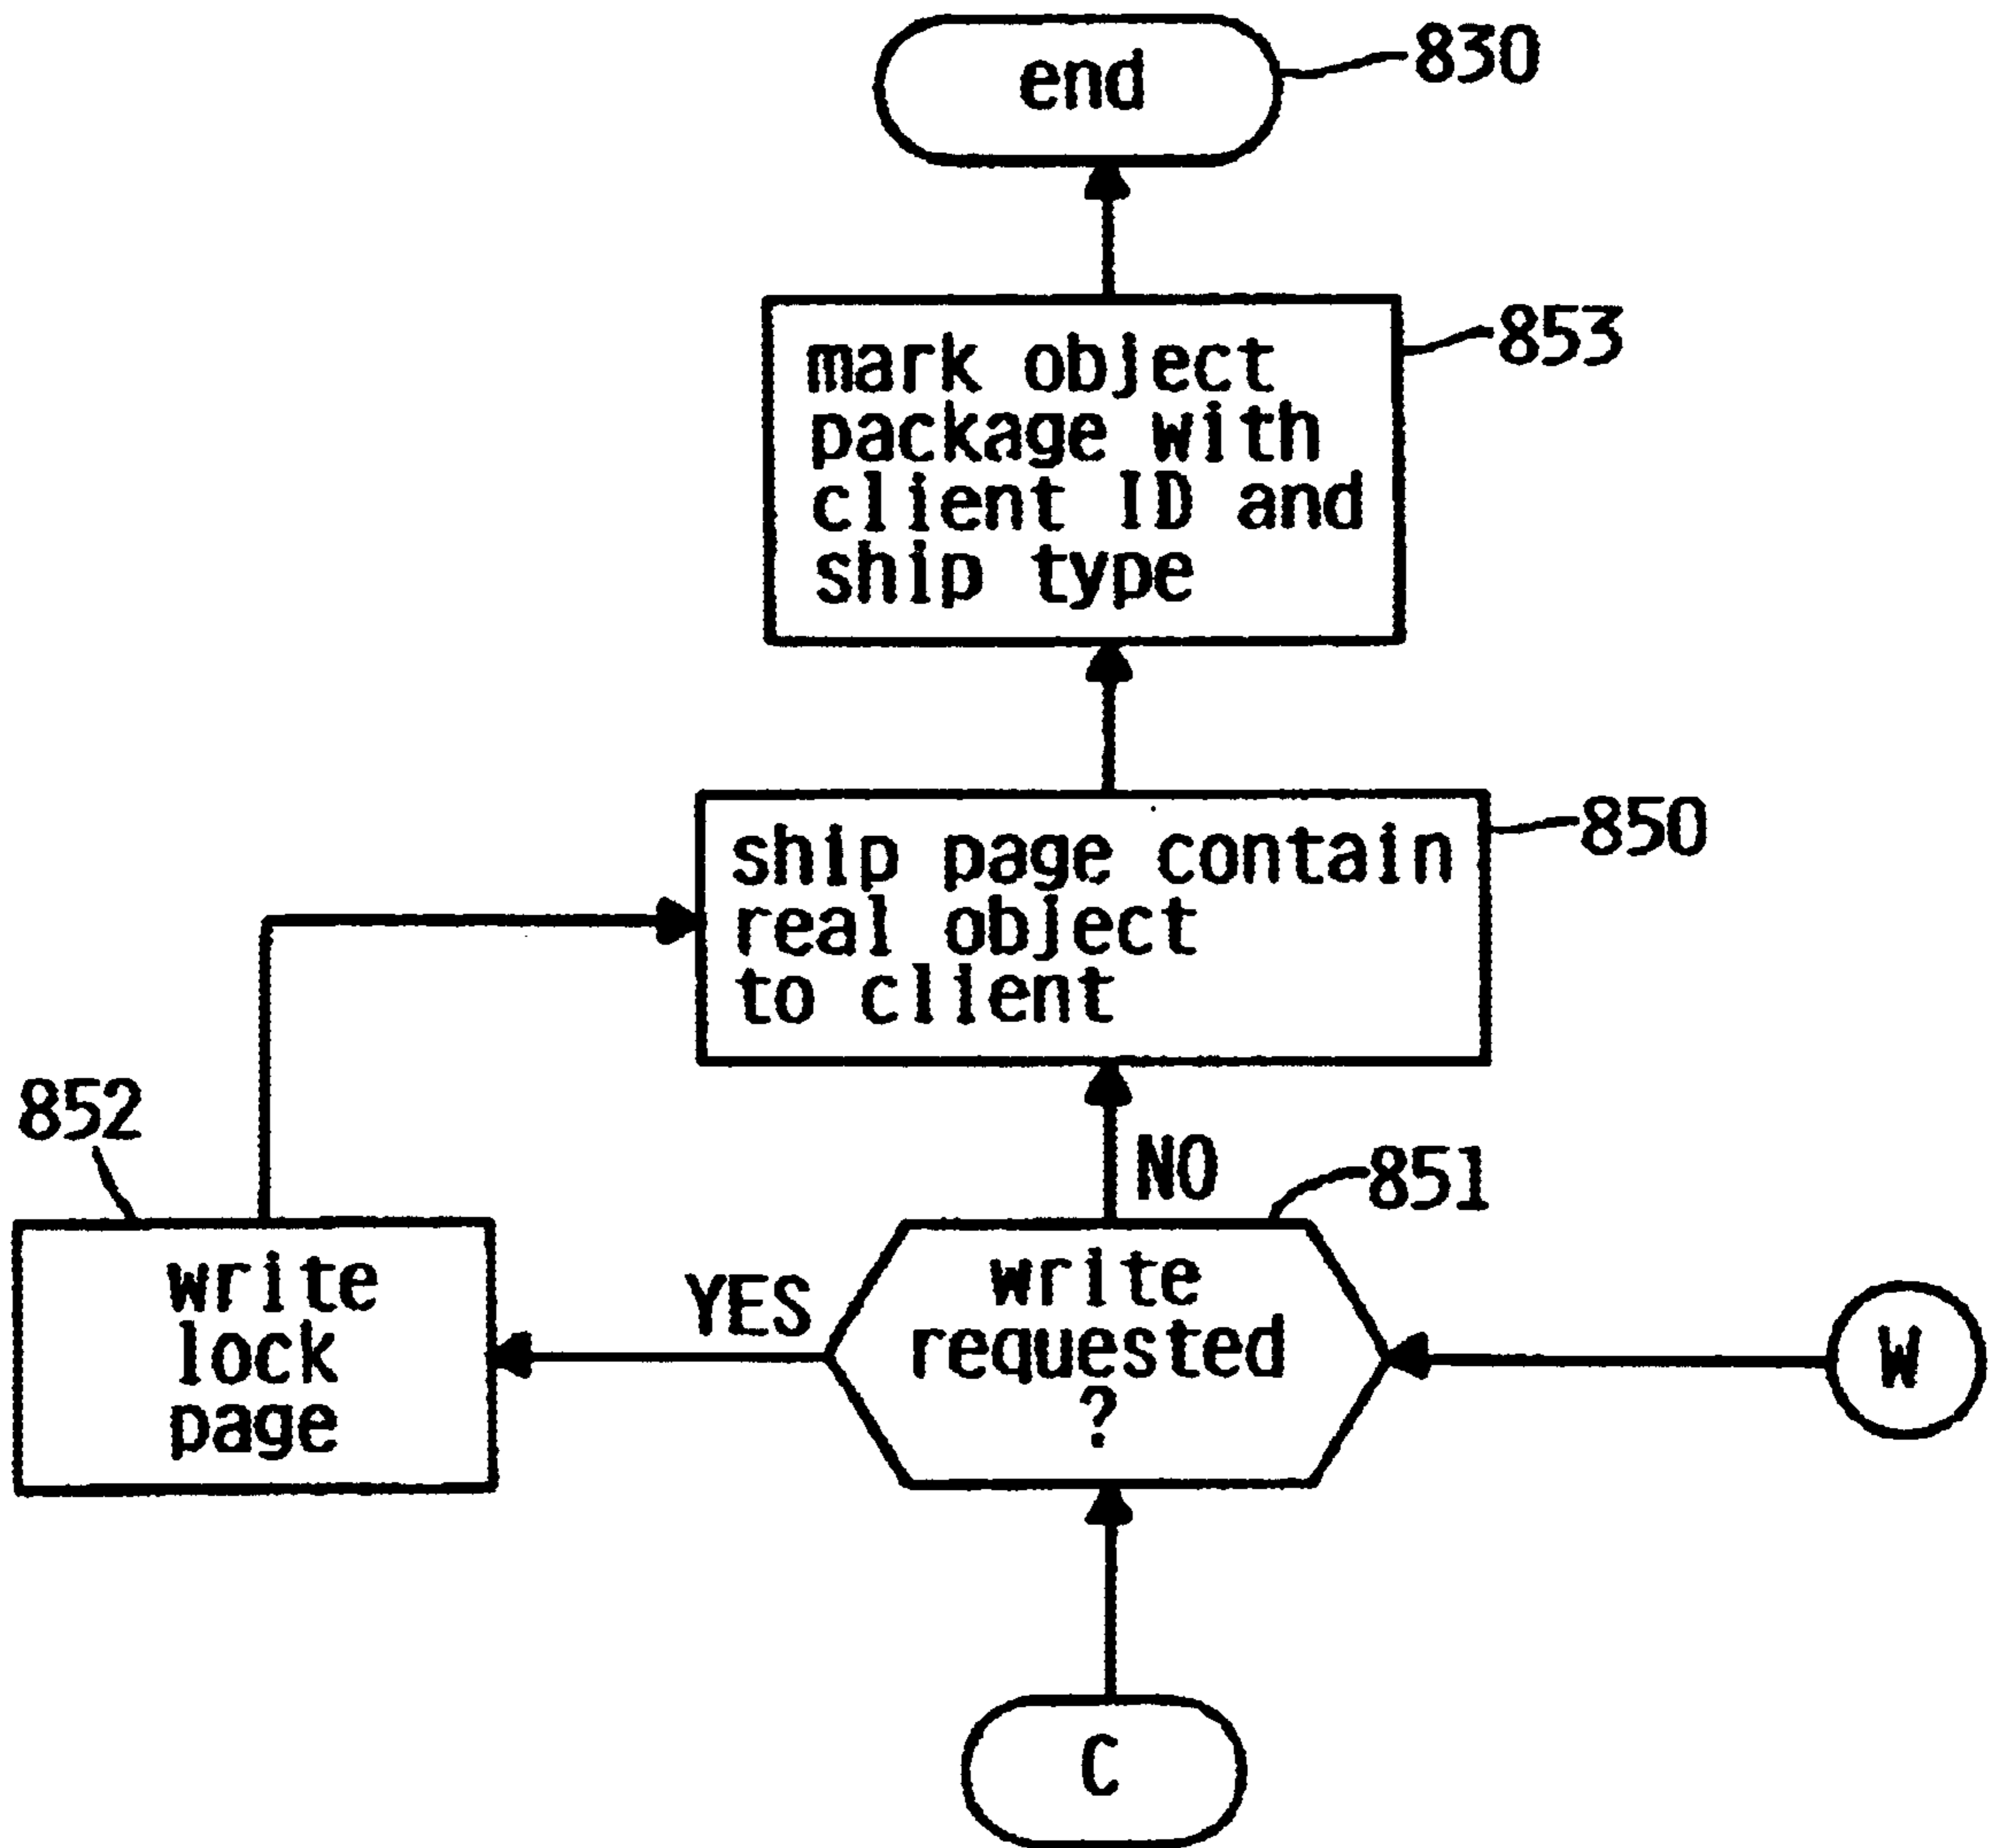 end
830
mark object
package with
client ID and
ship type
853
ship page contain
real object
to client
850
852
NO
851
write
lock
page
YES
write
requested
?
W
C